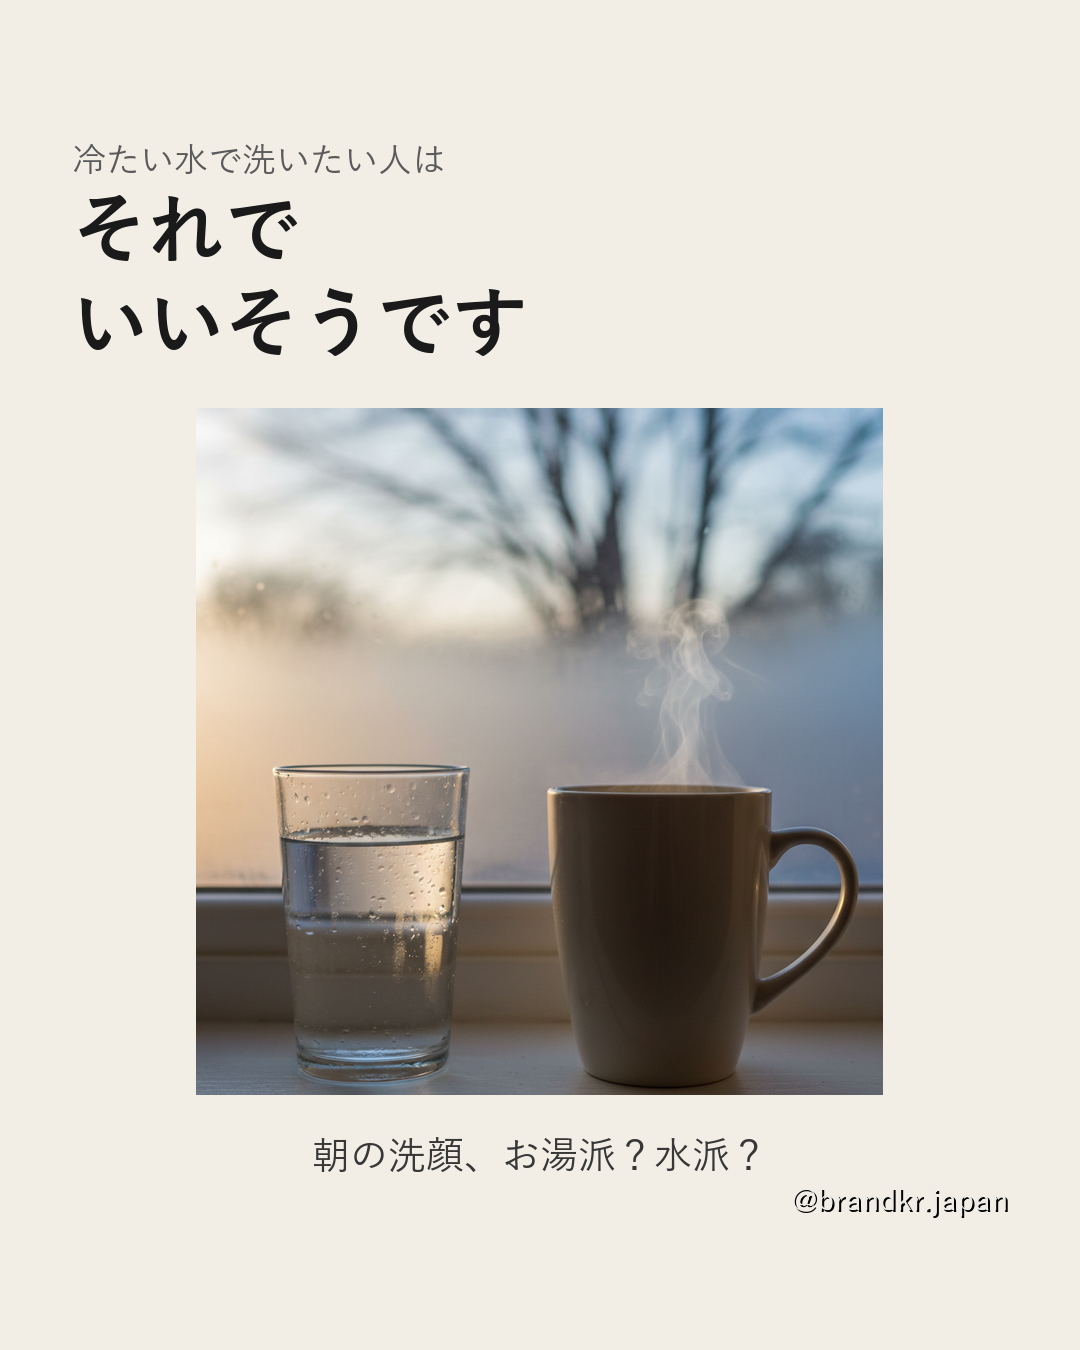 冷たい水で洗いたい人は
それで
いいそうです
朝の洗顔、お湯派？水派？
@brandkr.japan